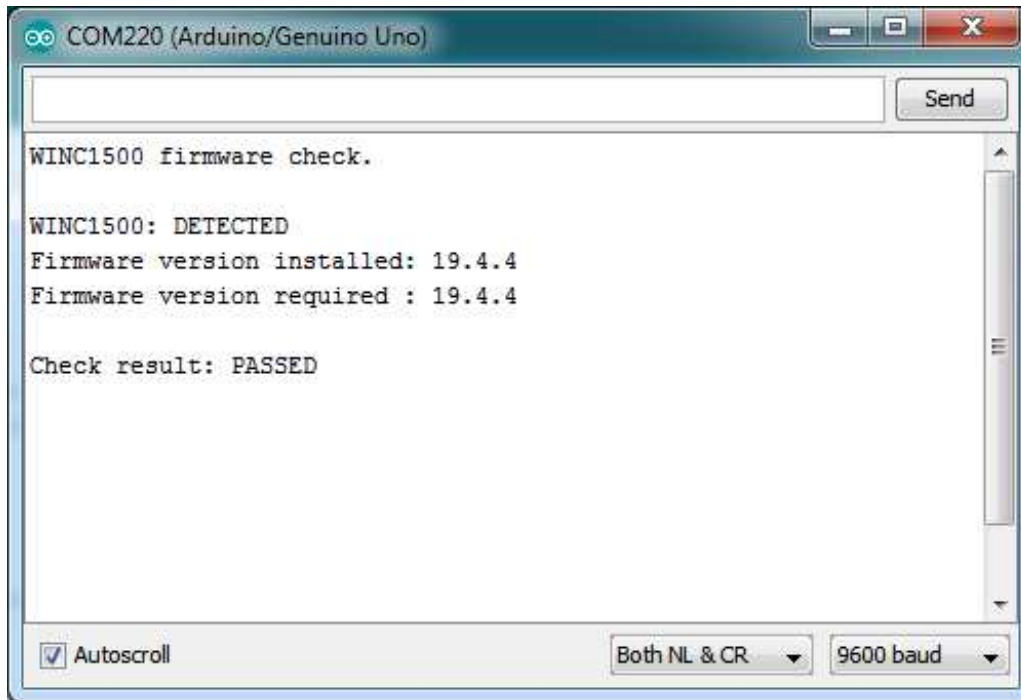 COM220 (Arduino/Genuino Uno)
Send
WINC1500 firmware check.
WINC1500: DETECTED
Firmware version installed: 19.4.4
Firmware version required : 19.4.4
Check result: PASSED
Autoscroll
Both NL & CR
9600 baud